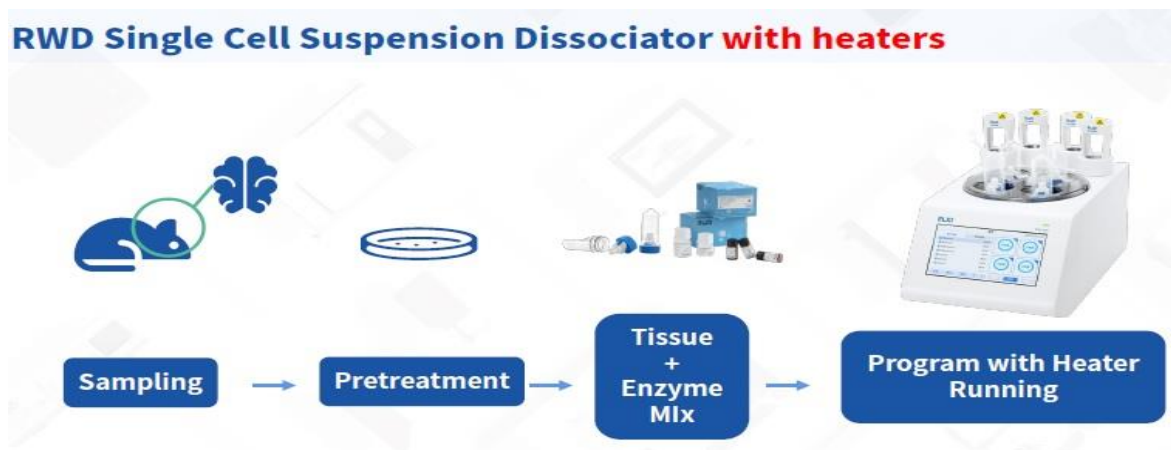 RWD Single Cell Suspension Dissociator with heaters
Sampling
Pretreatment
Tissue
+
Enzyme
MIx
Program with Heater
Running